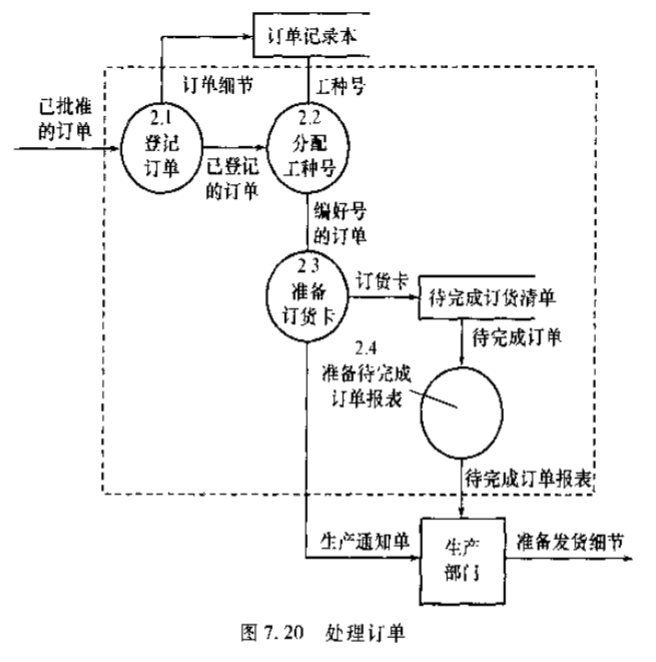 订单记录本
订单细节
工种号
已批准
的订单
2.1
登记
订单
已登记
的订单
2.2
分配
工种号
编好号
的订单
2.3
准备
订货卡
订货卡
待完成订货清单
待完成订单
2.4
准备待完成
订单报表
待完成订单报表
生产通知单
生产
部门
准备发货细节
图 7.20 处理订单